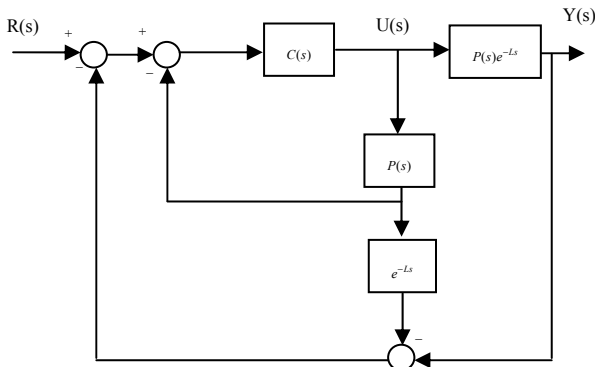 R(s)
+
−
+
−
C(s)
U(s)
P(s)e^{−Ls}
Y(s)
P(s)
e^{−Ls}
−